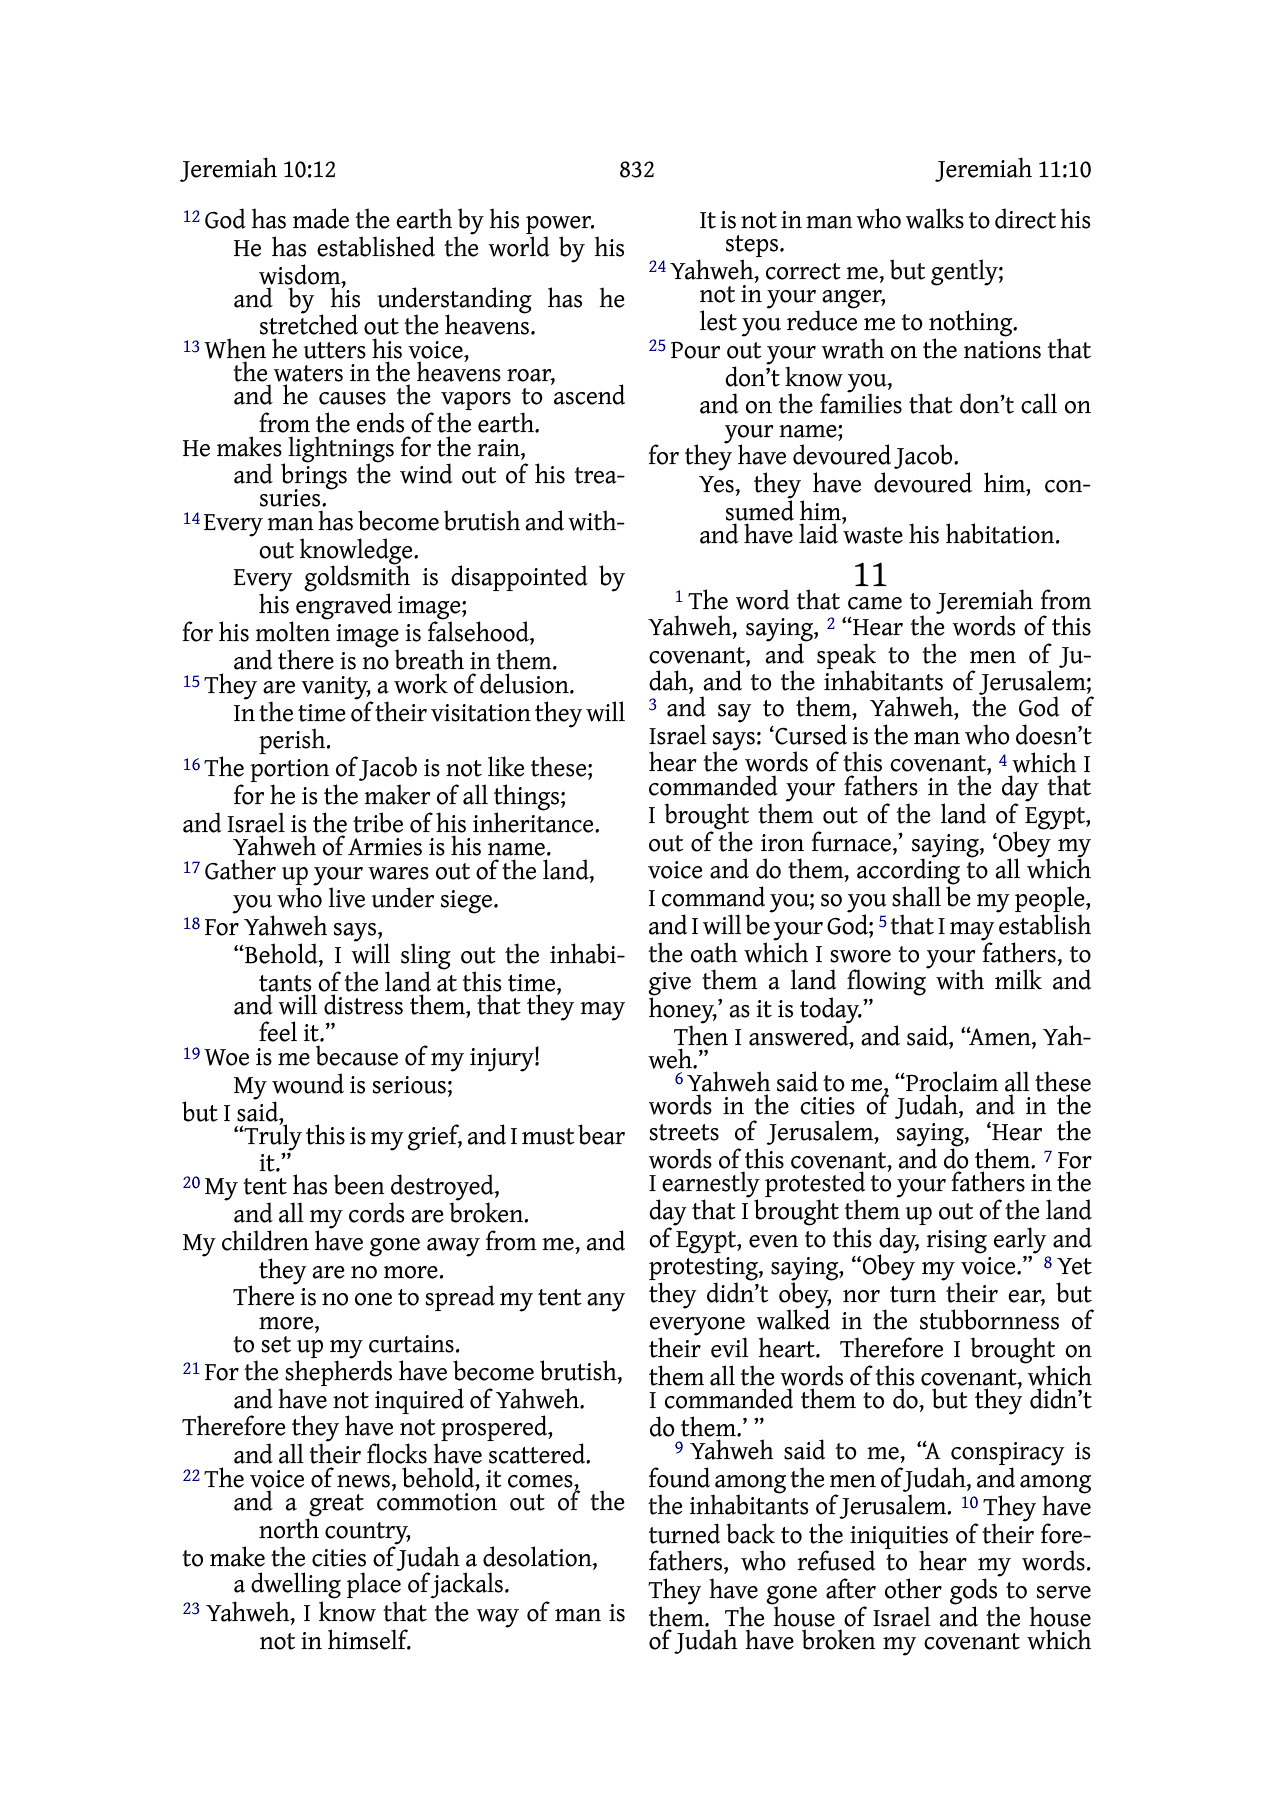 Jeremiah 10:12
832
Jeremiah 11:10
12 God has made the earth by his power.
He has established the world by his
wisdom,
and by his understanding has he
stretched out the heavens.
13 When he utters his voice,
the waters in the heavens roar,
and he causes the vapors to ascend
from the ends of the earth.
He makes lightnings for the rain,
and brings the wind out of his trea-
suries.
14 Every man has become brutish and with-
out knowledge.
Every goldsmith is disappointed by
his engraved image;
for his molten image is falsehood,
and there is no breath in them.
15 They are vanity, a work of delusion.
In the time of their visitation they will
perish.
16 The portion of Jacob is not like these;
for he is the maker of all things;
and Israel is the tribe of his inheritance.
Yahweh of Armies is his name.
17 Gather up your wares out of the land,
you who live under siege.
18 For Yahweh says,
“Behold, I will sling out the inhabi-
tants of the land at this time,
and will distress them, that they may
feel it.”
19 Woe is me because of my injury!
My wound is serious;
but I said,
“Truly this is my grief, and I must bear
it.”
20 My tent has been destroyed,
and all my cords are broken.
My children have gone away from me, and
they are no more.
There is no one to spread my tent any
more,
to set up my curtains.
21 For the shepherds have become brutish,
and have not inquired of Yahweh.
Therefore they have not prospered,
and all their flocks have scattered.
22 The voice of news, behold, it comes,
and a great commotion out of the
north country,
to make the cities of Judah a desolation,
a dwelling place of jackals.
23 Yahweh, I know that the way of man is
not in himself.
It is not in man who walks to direct his
steps.
24 Yahweh, correct me, but gently;
not in your anger,
lest you reduce me to nothing.
25 Pour out your wrath on the nations that
don’t know you,
and on the families that don’t call on
your name;
for they have devoured Jacob.
Yes, they have devoured him, con-
sumed him,
and have laid waste his habitation.
11
1 The word that came to Jeremiah from
Yahweh, saying, 2 “Hear the words of this
covenant, and speak to the men of Ju-
dah, and to the inhabitants of Jerusalem;
3 and say to them, Yahweh, the God of
Israel says: ‘Cursed is the man who doesn’t
hear the words of this covenant, 4 which I
commanded your fathers in the day that
I brought them out of the land of Egypt,
out of the iron furnace,’ saying, ‘Obey my
voice and do them, according to all which
I command you; so you shall be my people,
and I will be your God; 5 that I may establish
the oath which I swore to your fathers, to
give them a land flowing with milk and
honey,’ as it is today.”
Then I answered, and said, “Amen, Yah-
weh.”
6 Yahweh said to me, “Proclaim all these
words in the cities of Judah, and in the
streets of Jerusalem, saying, ‘Hear the
words of this covenant, and do them. 7 For
I earnestly protested to your fathers in the
day that I brought them up out of the land
of Egypt, even to this day, rising early and
protesting, saying, “Obey my voice.” 8 Yet
they didn’t obey, nor turn their ear, but
everyone walked in the stubbornness of
their evil heart. Therefore I brought on
them all the words of this covenant, which
I commanded them to do, but they didn’t
do them.’ ”
9 Yahweh said to me, “A conspiracy is
found among the men of Judah, and among
the inhabitants of Jerusalem. 10 They have
turned back to the iniquities of their fore-
fathers, who refused to hear my words.
They have gone after other gods to serve
them. The house of Israel and the house
of Judah have broken my covenant which